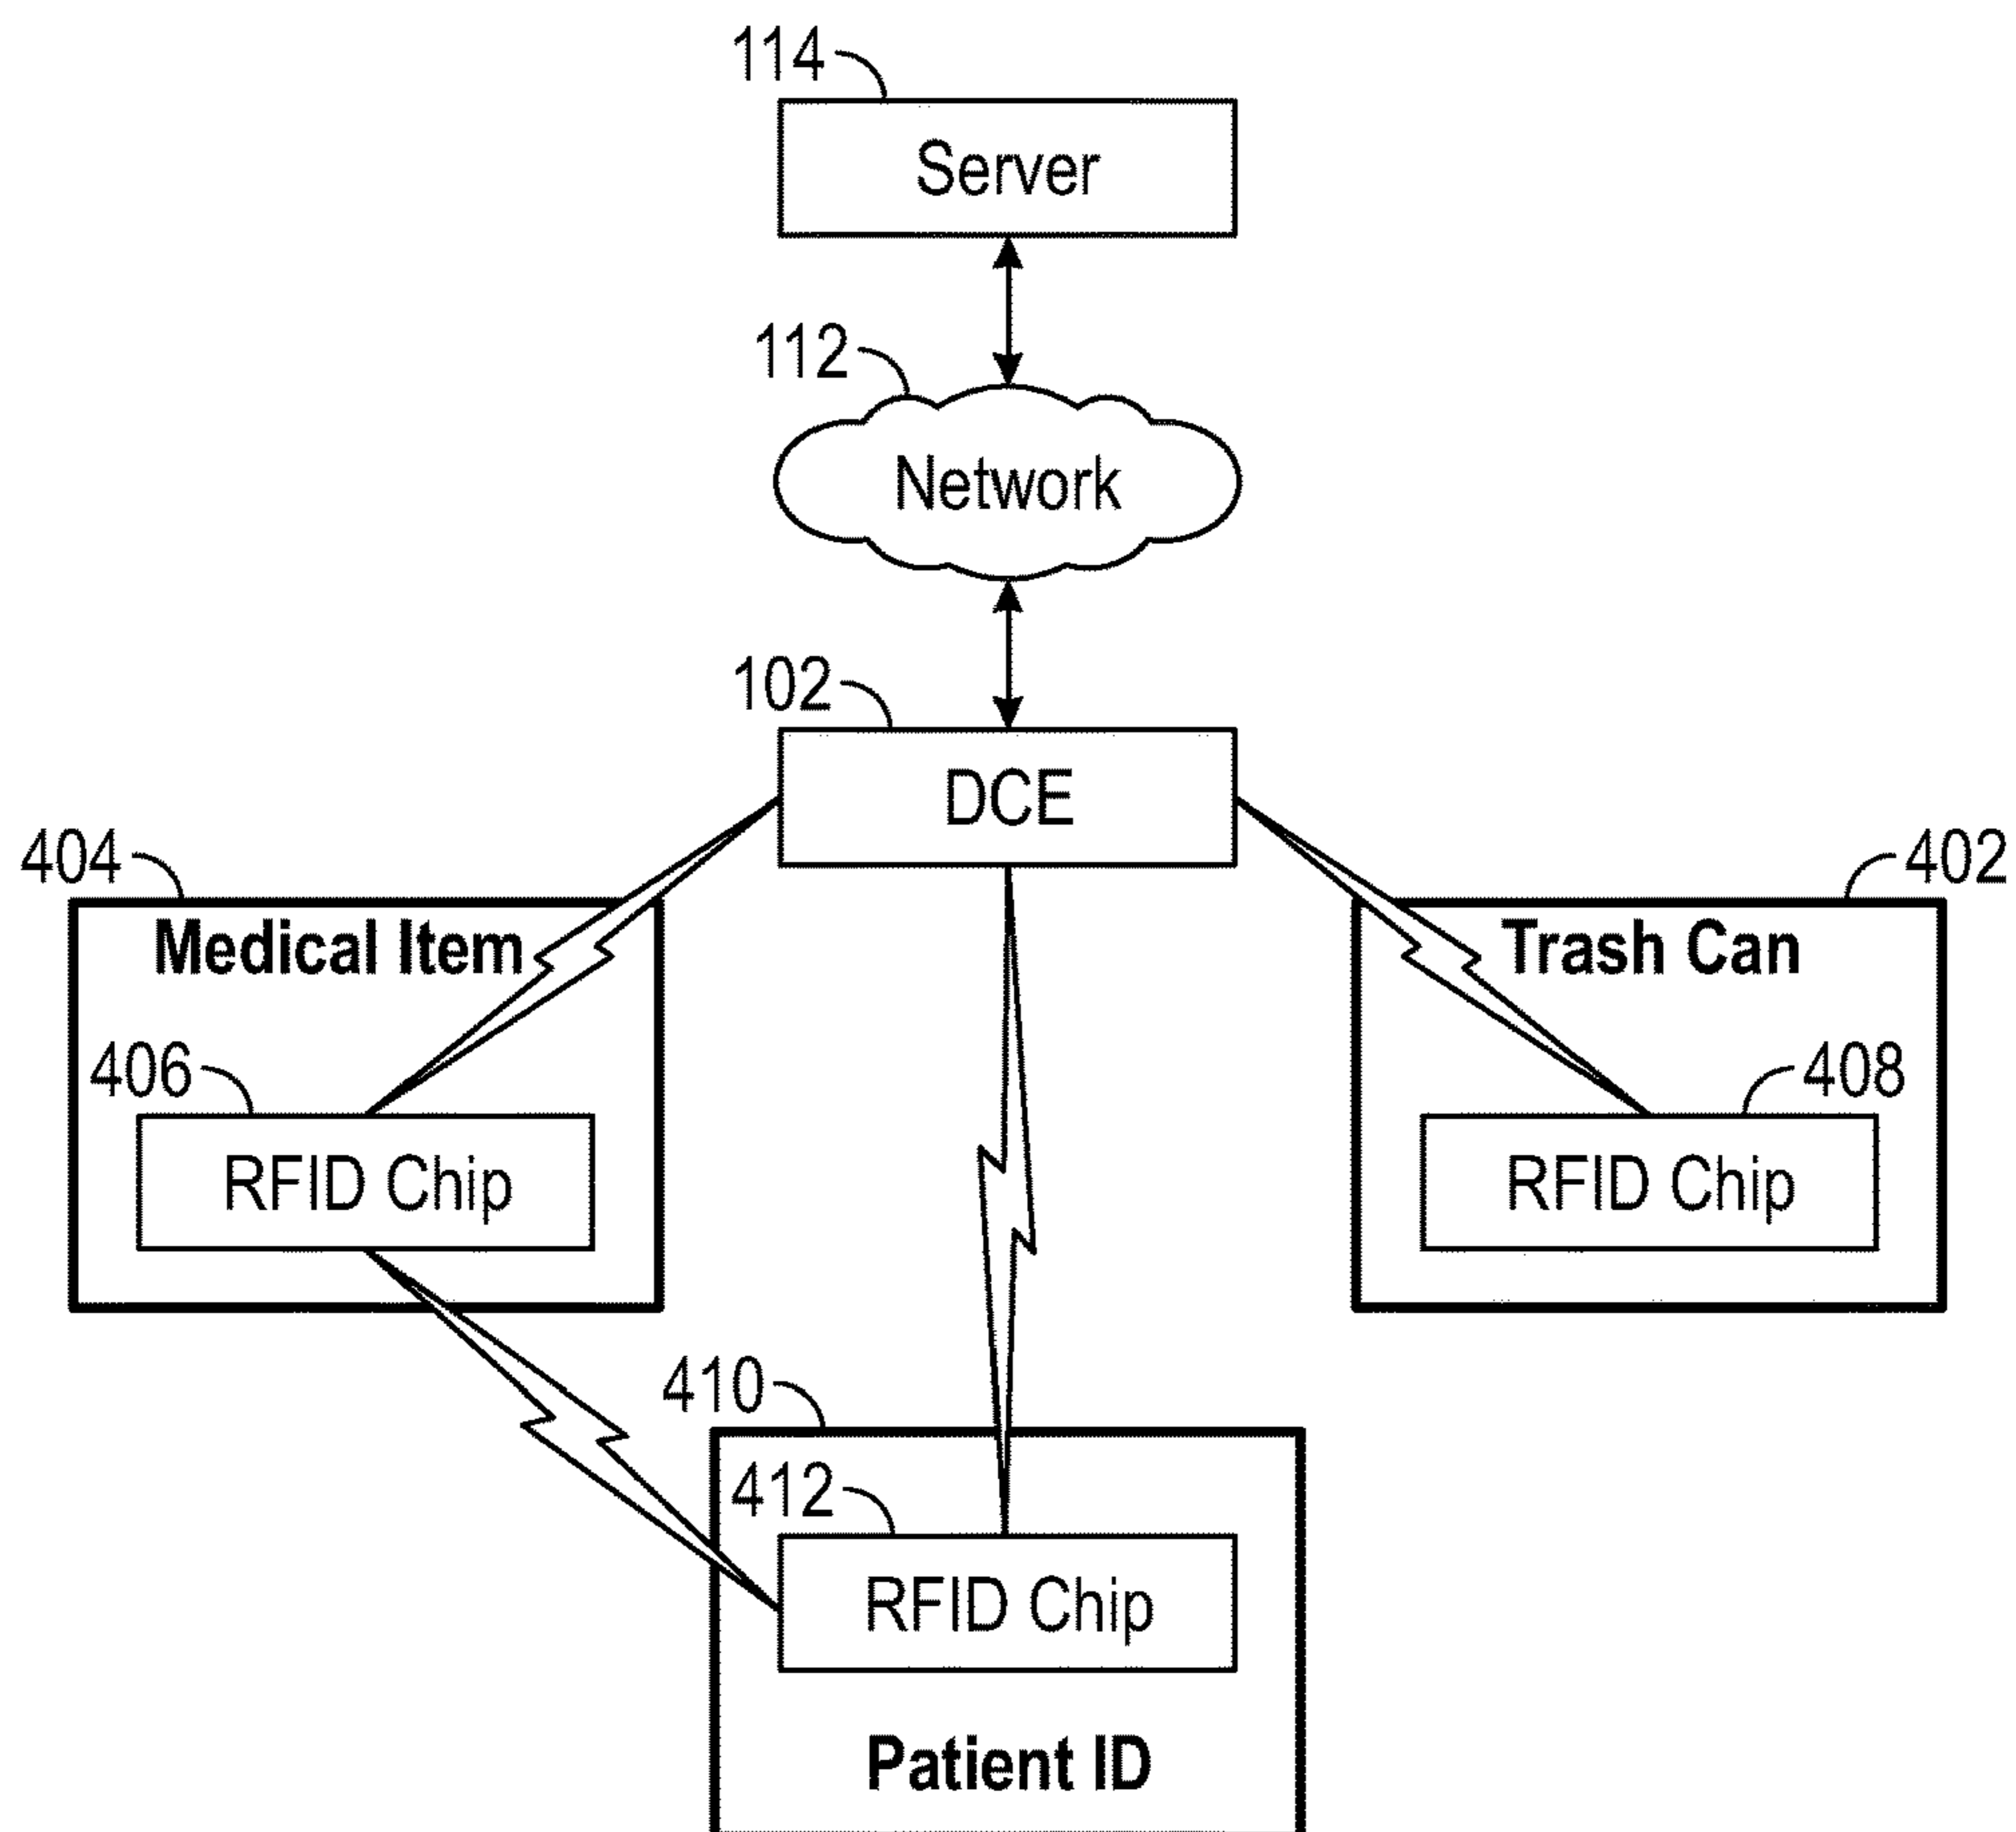 114
Server
112
Network
102
DCE
404
402
Medical Item
Trash Can
406
408
RFID Chip
RFID Chip
410
412
RFID Chip
Patient ID